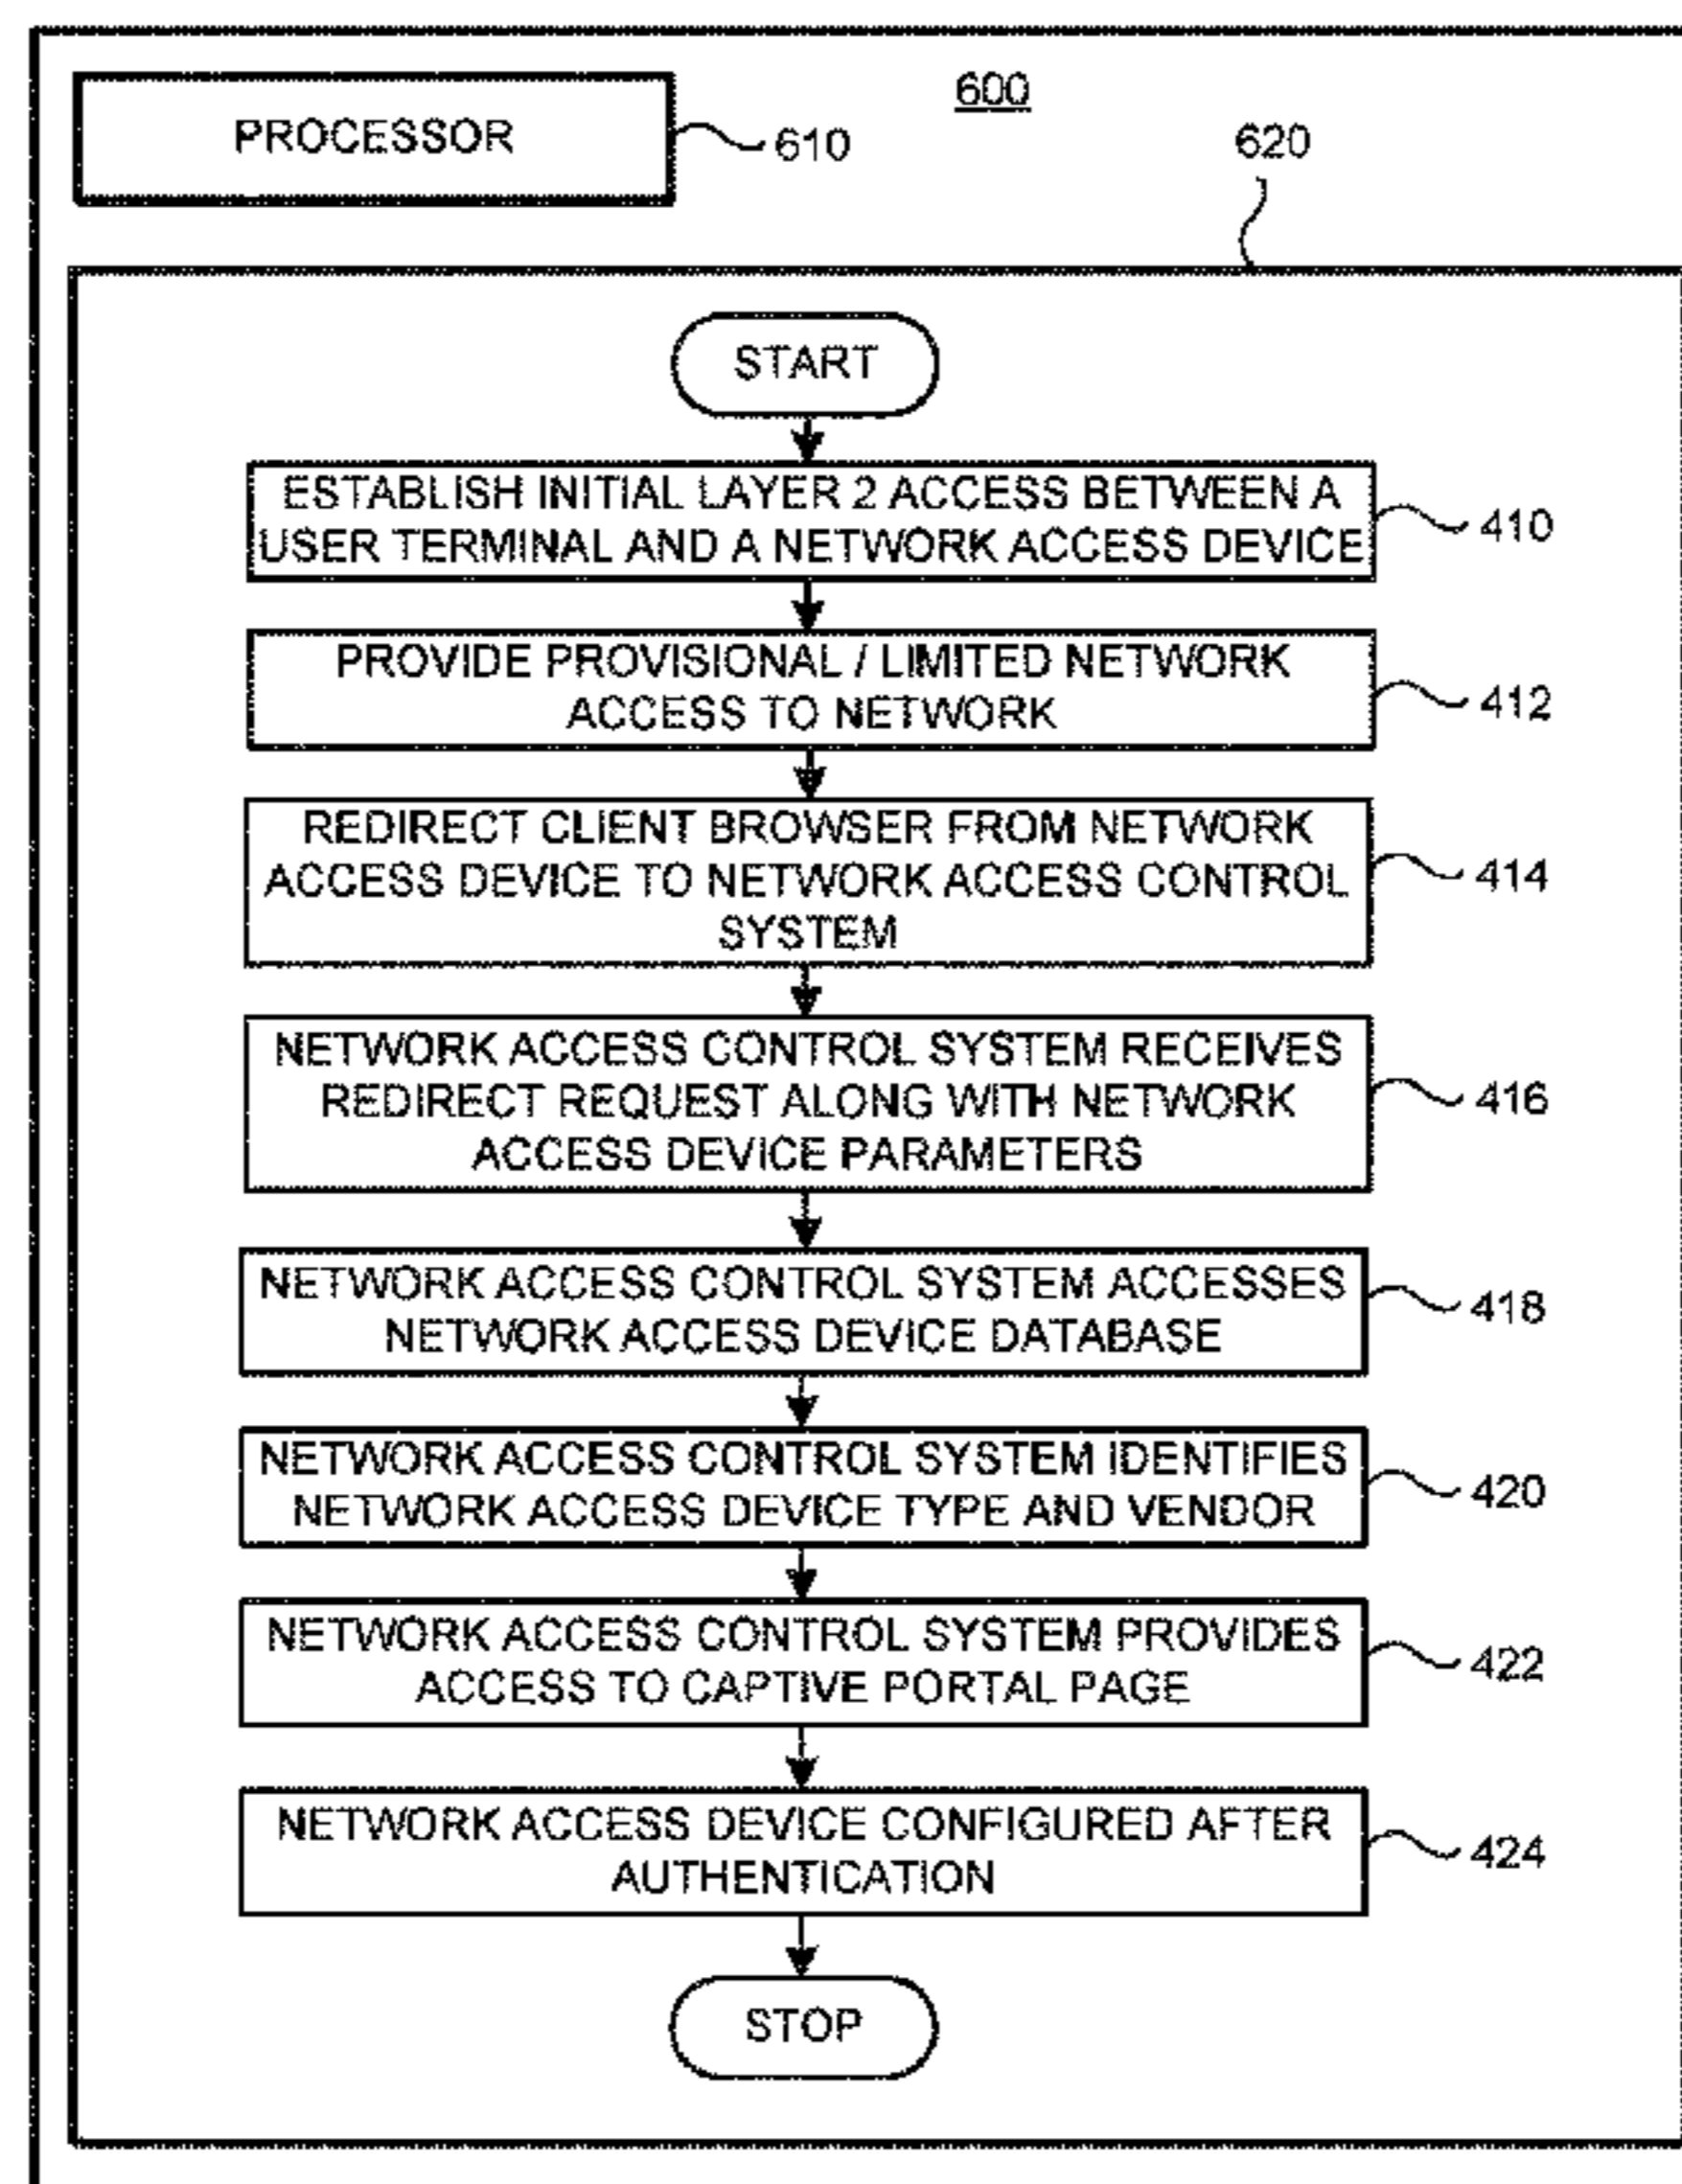 600
PROCESSOR
610
620
START
ESTABLISH INITIAL LAYER 2 ACCESS BETWEEN A
USER TERMINAL AND A NETWORK ACCESS DEVICE
410
PROVIDE PROVISIONAL / LIMITED NETWORK
ACCESS TO NETWORK
412
REDIRECT CLIENT BROWSER FROM NETWORK
ACCESS DEVICE TO NETWORK ACCESS CONTROL
SYSTEM
414
NETWORK ACCESS CONTROL SYSTEM RECEIVES
REDIRECT REQUEST ALONG WITH NETWORK
ACCESS DEVICE PARAMETERS
416
NETWORK ACCESS CONTROL SYSTEM ACCESSES
NETWORK ACCESS DEVICE DATABASE
418
NETWORK ACCESS CONTROL SYSTEM IDENTIFIES
NETWORK ACCESS DEVICE TYPE AND VENDOR
420
NETWORK ACCESS CONTROL SYSTEM PROVIDES
ACCESS TO CAPTIVE PORTAL PAGE
422
NETWORK ACCESS DEVICE CONFIGURED AFTER
AUTHENTICATION
424
STOP